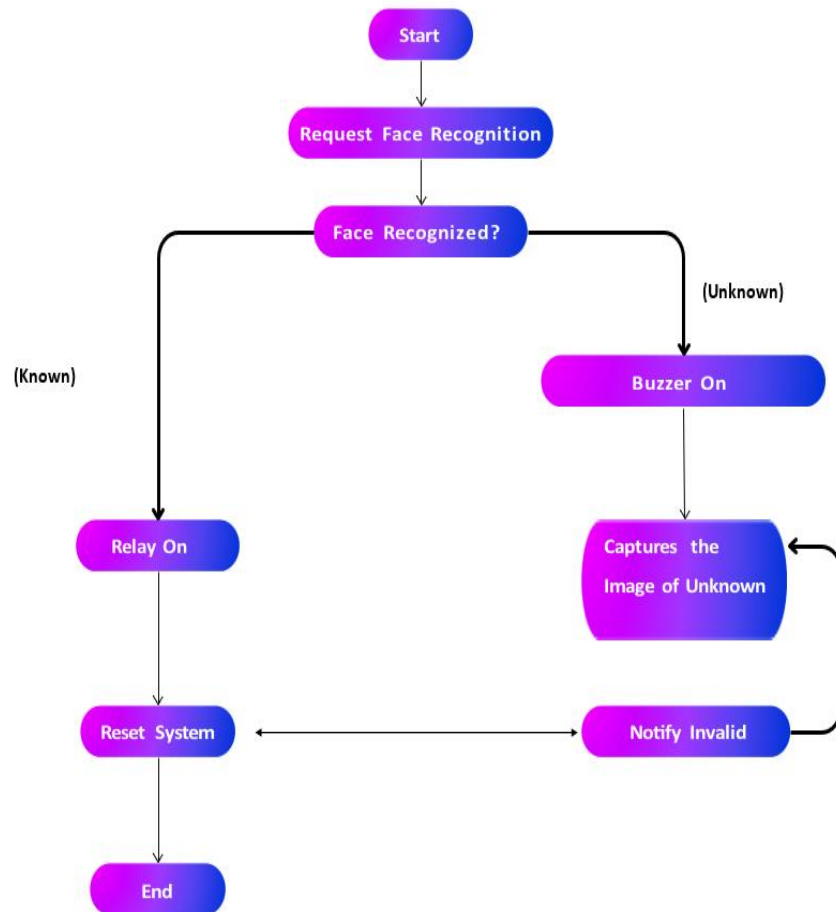 Start
Request Face Recognition
Face Recognized?
(Unknown)
(Known)
Buzzer On
Relay On
Captures the
Image of Unknown
Reset System
Notify Invalid
End